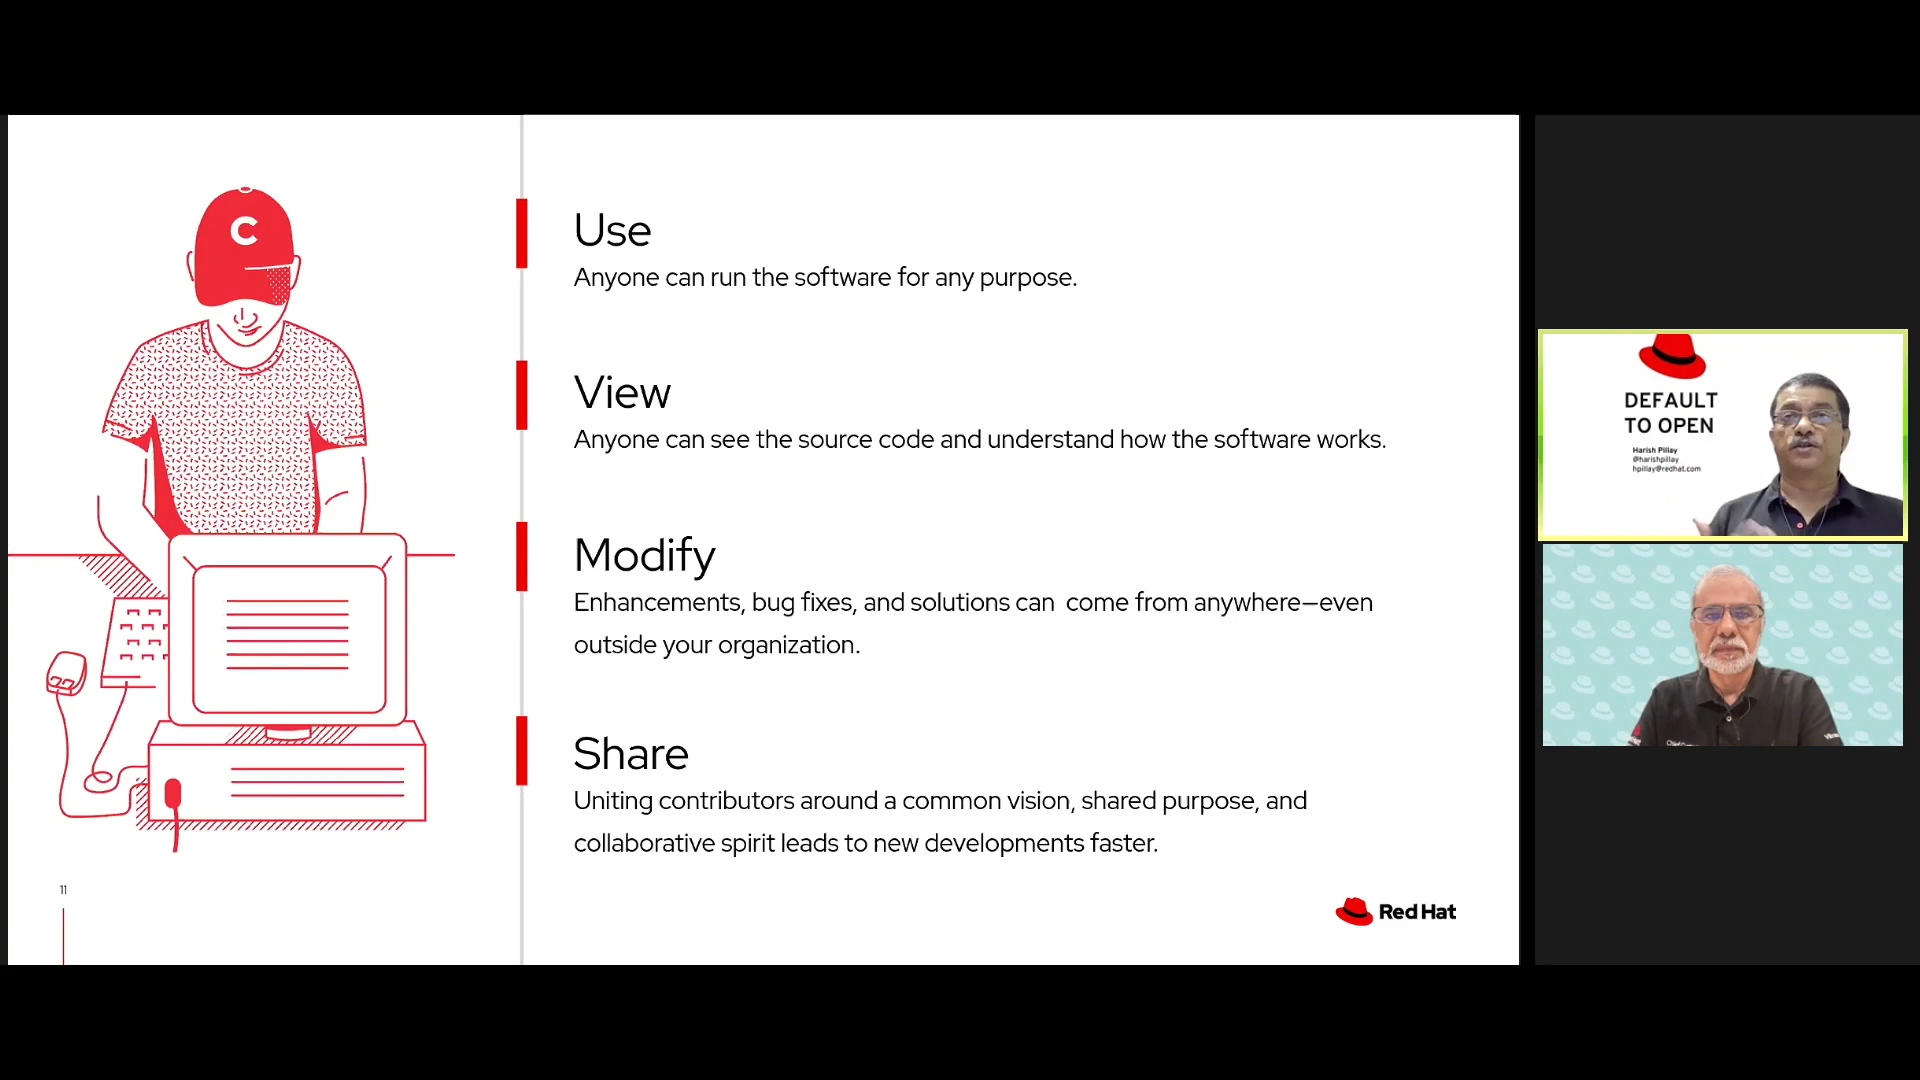 C
Use
Anyone can run the software for any purpose.
View
Anyone can see the source code and understand how the software works.
Modify
Enhancements, bug fixes, and solutions can  come from anywhere—even
outside your organization.
Share
Uniting contributors around a common vision, shared purpose, and
collaborative spirit leads to new developments faster.
11
Red Hat
DEFAULT
TO OPEN
Harish Pillay
@harishpillay
hpillay@redhat.com